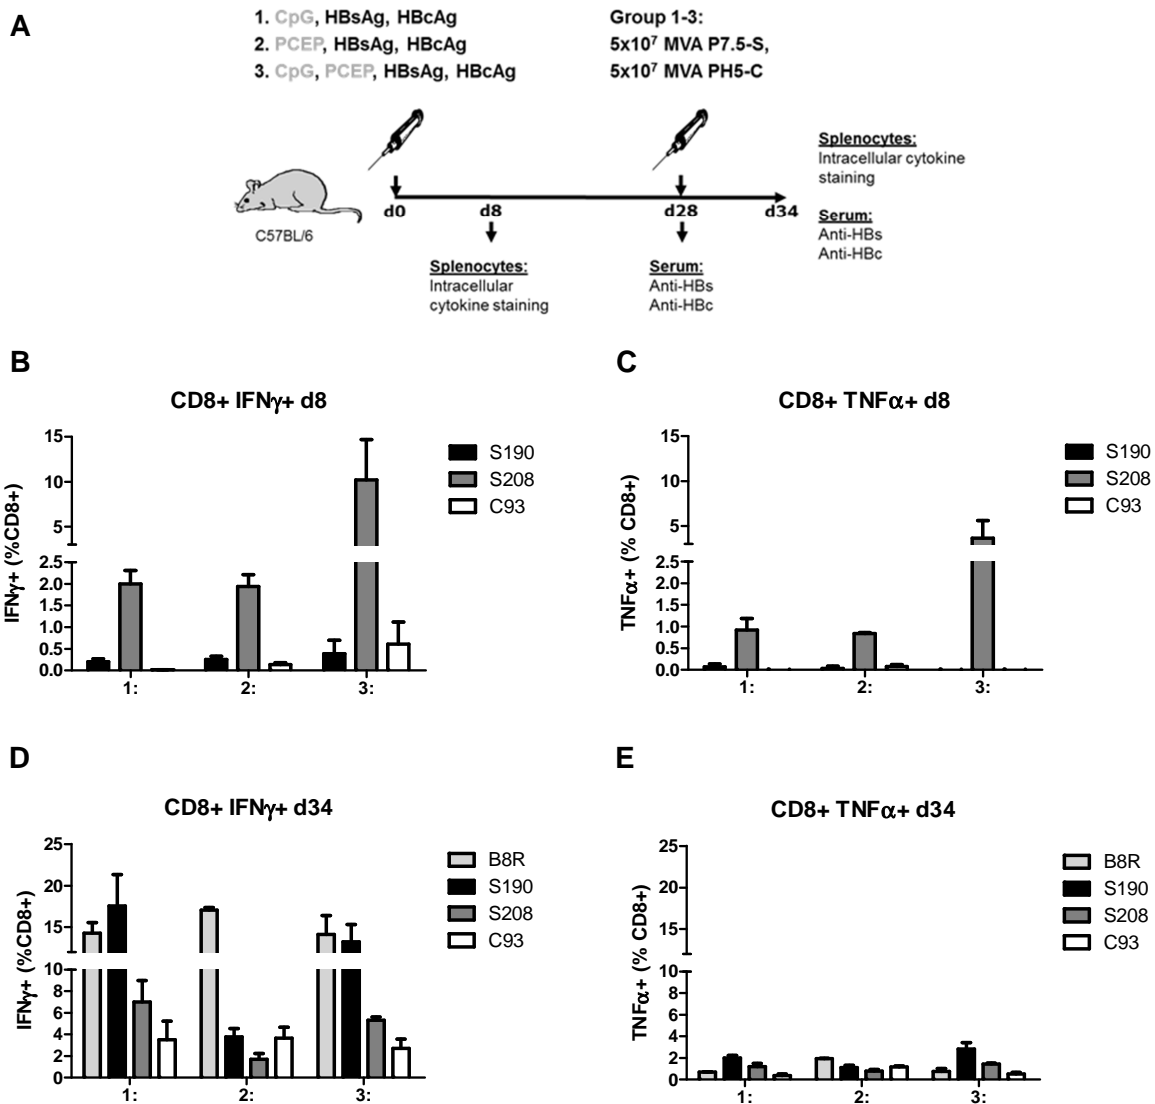 A
1. CpG, HBsAg, HBcAg
2. PCEP, HBsAg, HBcAg
3. CpG, PCEP, HBsAg, HBcAg
Group 1-3:
5x10⁷ MVA P7.5-S,
5x10⁷ MVA PH5-C
C57BL/6
d0
d8
d28
d34
Splenocytes:
Intracellular
cytokine staining
Serum:
Anti-HBs
Anti-HBc
Splenocytes:
Intracellular cytokine
staining
Serum:
Anti-HBs
Anti-HBc
B
CD8+ IFNγ+ d8
IFNγ+ (%CD8+)
15
10
5
2.5
2.0
1.5
1.0
0.5
0.0
1:
2:
3:
S190
S208
C93
C
CD8+ TNFα+ d8
TNFα+ (% CD8+)
15
10
5
2.5
2.0
1.5
1.0
0.5
0.0
1:
2:
3:
S190
S208
C93
D
CD8+ IFNγ+ d34
IFNγ+ (%CD8+)
25
20
15
10
8
6
4
2
0
1:
2:
3:
B8R
S190
S208
C93
E
CD8+ TNFα+ d34
TNFα+ (% CD8+)
25
20
15
10
8
6
4
2
0
1:
2:
3:
B8R
S190
S208
C93